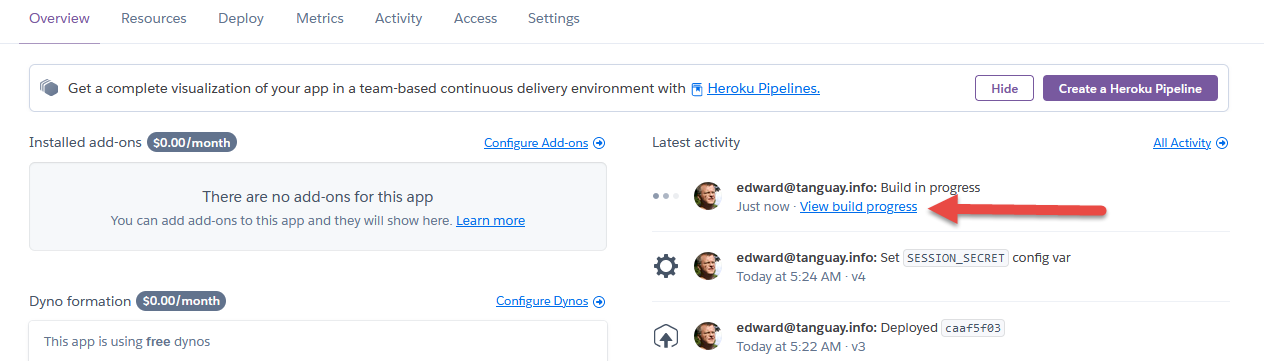 Overview Resources Deploy Metrics Activity Access Settings
Get a complete visualization of your app in a team-based continuous delivery environment with Heroku Pipelines.
Hide
Create a Heroku Pipeline
Installed add-ons $0.00/month
Configure Add-ons
There are no add-ons for this app
You can add add-ons to this app and they will show here. Learn more
Dyno formation $0.00/month
Configure Dynos
This app is using free dynos
Latest activity
All Activity
edward@tanguay.info: Build in progress
Just now · View build progress
edward@tanguay.info: Set SESSION_SECRET config var
Today at 5:24 AM · v4
edward@tanguay.info: Deployed caaf5f03
Today at 5:22 AM · v3